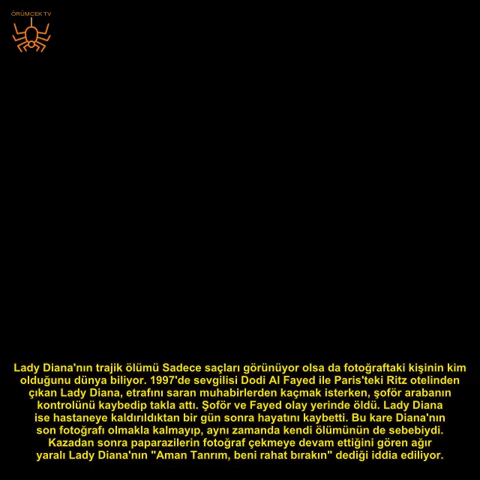 ÖRÜMCEK TV
Lady Diana'nın trajik ölümü Sadece saçları görünüyor olsa da fotoğraftaki kişinin kim
olduğunu dünya biliyor. 1997'de sevgilisi Dodi Al Fayed ile Paris'teki Ritz otelinden
çıkan Lady Diana, etrafını saran muhabirlerden kaçmak isterken, şoför arabanın
kontrolünü kaybedip takla attı. Şoför ve Fayed olay yerinde öldü. Lady Diana
ise hastaneye kaldırıldıktan bir gün sonra hayatını kaybetti. Bu kare Diana'nın
son fotoğrafı olmakla kalmayıp, aynı zamanda kendi ölümünün de sebebiydi.
Kazadan sonra paparazilerin fotoğraf çekmeye devam ettiğini gören ağır
yaralı Lady Diana'nın "Aman Tanrım, beni rahat bırakın" dediği iddia ediliyor.